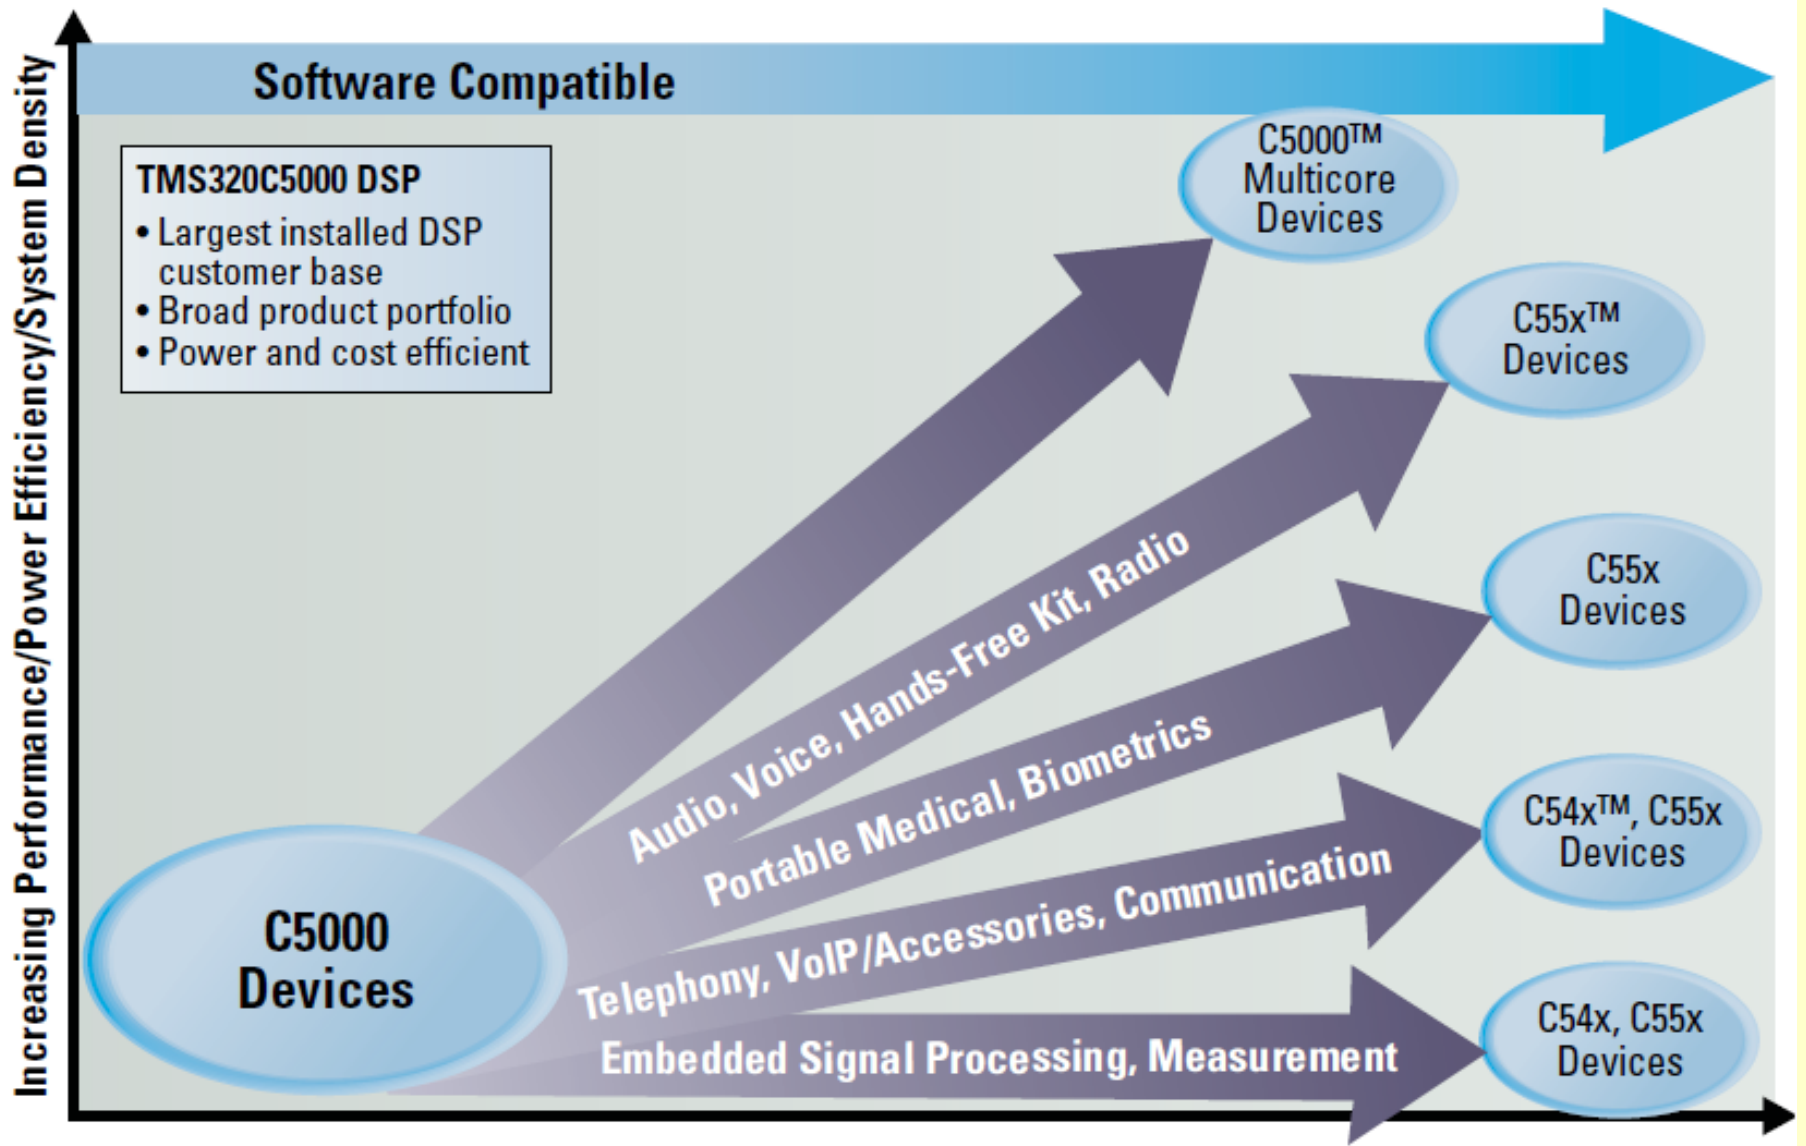 Software Compatible
Increasing Performance/Power Efficiency/System Density
TMS320C5000 DSP
• Largest installed DSP
customer base
• Broad product portfolio
• Power and cost efficient
C5000™
Multicore
Devices
C55x™
Devices
Audio, Voice, Hands-Free Kit, Radio
C55x
Devices
Portable Medical, Biometrics
C54x™, C55x
Devices
Telephony, VoIP/Accessories, Communication
C5000
Devices
C54x, C55x
Devices
Embedded Signal Processing, Measurement